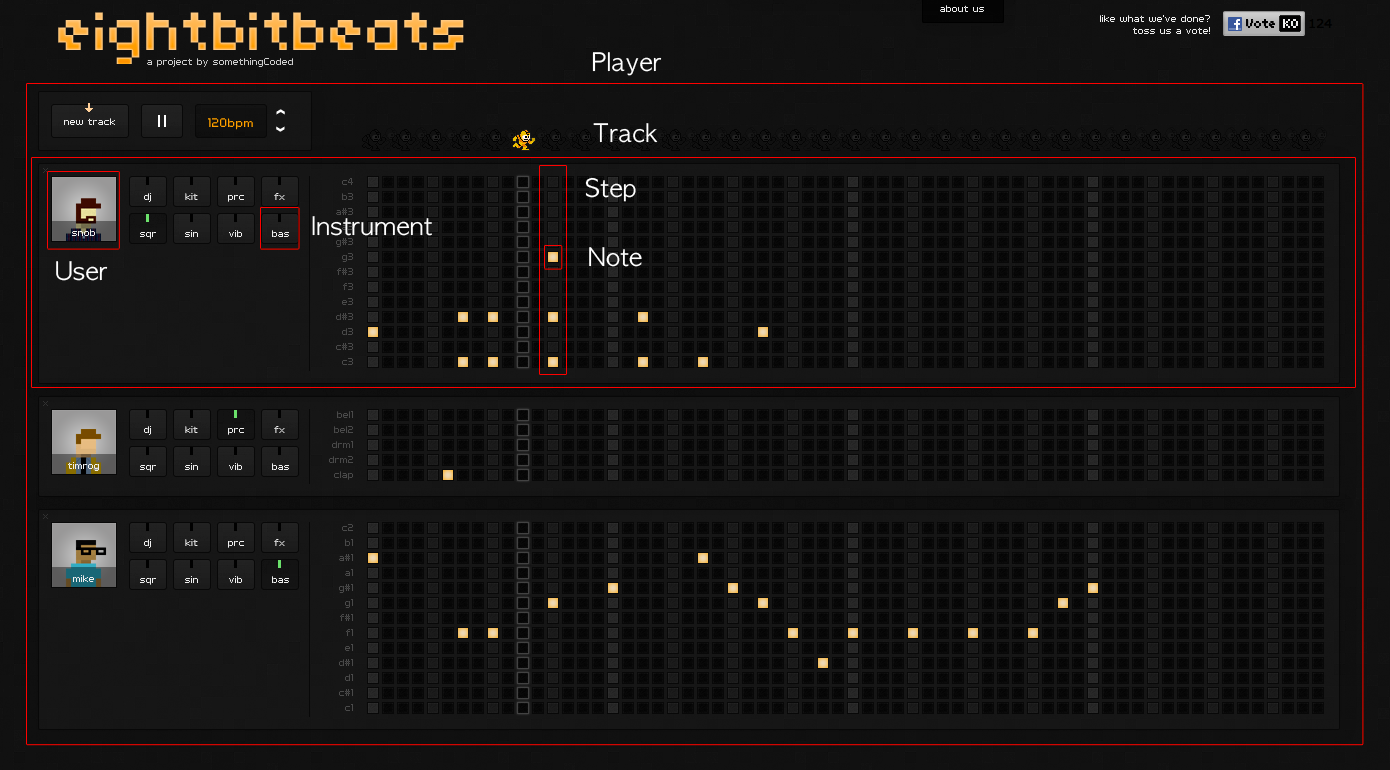 eightbitbeats
a project by somethingCoded
about us
like what we've done?
toss us a vote!
Vote KO 124
Player
new track
120bpm
Track
snob
dj kit prc fx
sqr sin vib bas
User
Instrument
Step
Note
c4
b3
a#3
g#3
g3
f#3
f3
e3
d#3
d3
c#3
c3
timrog
dj kit prc fx
sqr sin vib bas
bel1
bel2
drm1
drm2
clap
mike
dj kit prc fx
sqr sin vib bas
c2
b1
a#1
a1
g#1
g1
f#1
f1
e1
d#1
d1
c#1
c1